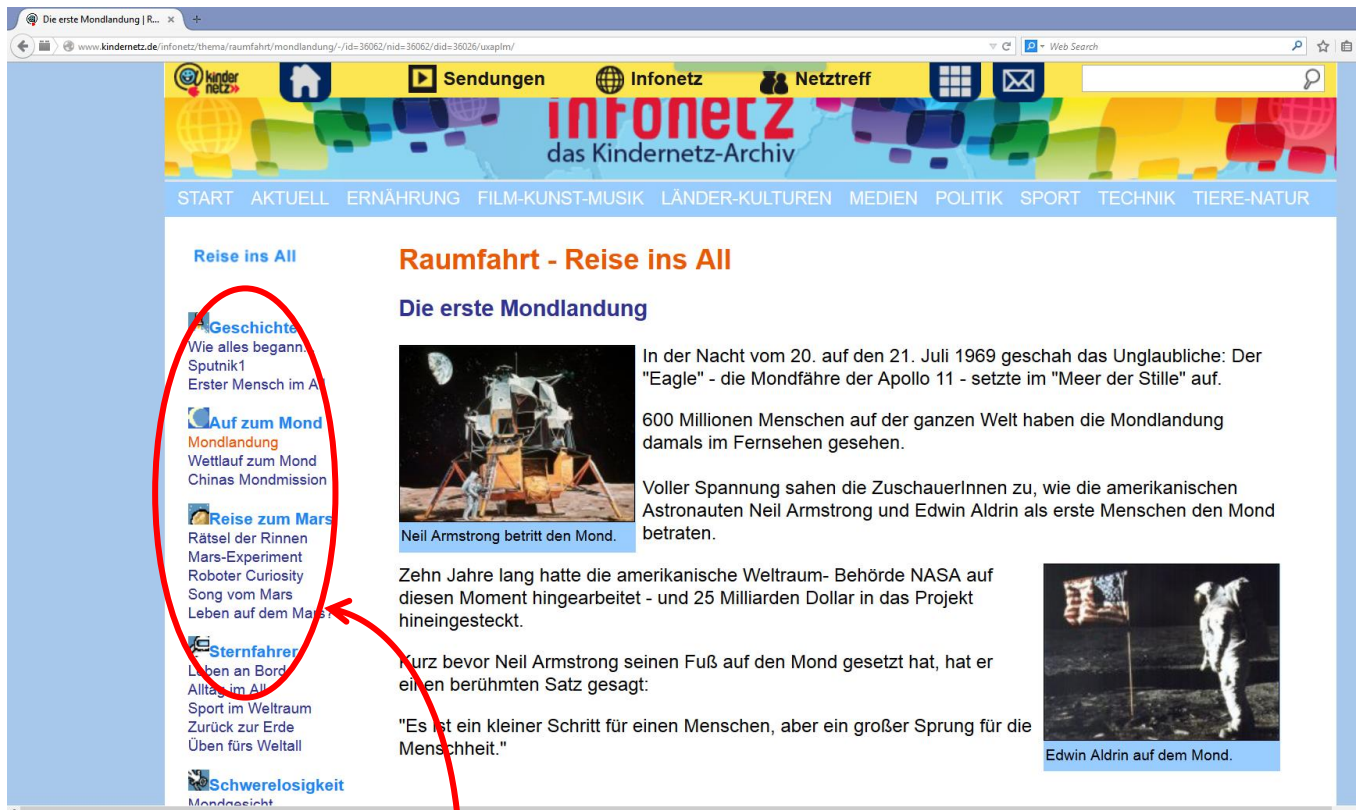 Die erste Mondlandung | R...
www.kindernetz.de/infonetz/thema/raumfahrt/mondlandung/-/id=36062/nid=36062/did=36026/uxaplm/
Web Search
kinder
netz»
Sendungen
Infonetz
Netztreff
infonetz
das Kindernetz-Archiv
START AKTUELL ERNÄHRUNG FILM-KUNST-MUSIK LÄNDER-KULTUREN MEDIEN POLITIK SPORT TECHNIK TIERE-NATUR
Reise ins All
Geschichte
Wie alles begann...
Sputnik1
Erster Mensch im All
Auf zum Mond
Mondlandung
Wettlauf zum Mond
Chinas Mondmission
Reise zum Mars
Rätsel der Rinnen
Mars-Experiment
Roboter Curiosity
Song vom Mars
Leben auf dem Mars?
Sternfahrer
Leben an Bord
Alltag im All
Sport im Weltraum
Zurück zur Erde
Üben fürs Weltall
Schwerelosigkeit
Mondgesicht
Raumfahrt - Reise ins All
Die erste Mondlandung
In der Nacht vom 20. auf den 21. Juli 1969 geschah das Unglaubliche: Der
"Eagle" - die Mondfähre der Apollo 11 - setzte im "Meer der Stille" auf.
600 Millionen Menschen auf der ganzen Welt haben die Mondlandung
damals im Fernsehen gesehen.
Voller Spannung sahen die ZuschauerInnen zu, wie die amerikanischen
Astronauten Neil Armstrong und Edwin Aldrin als erste Menschen den Mond
betraten.
Neil Armstrong betritt den Mond.
Zehn Jahre lang hatte die amerikanische Weltraum- Behörde NASA auf
diesen Moment hingearbeitet - und 25 Milliarden Dollar in das Projekt
hineingesteckt.
Kurz bevor Neil Armstrong seinen Fuß auf den Mond gesetzt hat, hat er
einen berühmten Satz gesagt:
"Es ist ein kleiner Schritt für einen Menschen, aber ein großer Sprung für die
Menschheit."
Edwin Aldrin auf dem Mond.